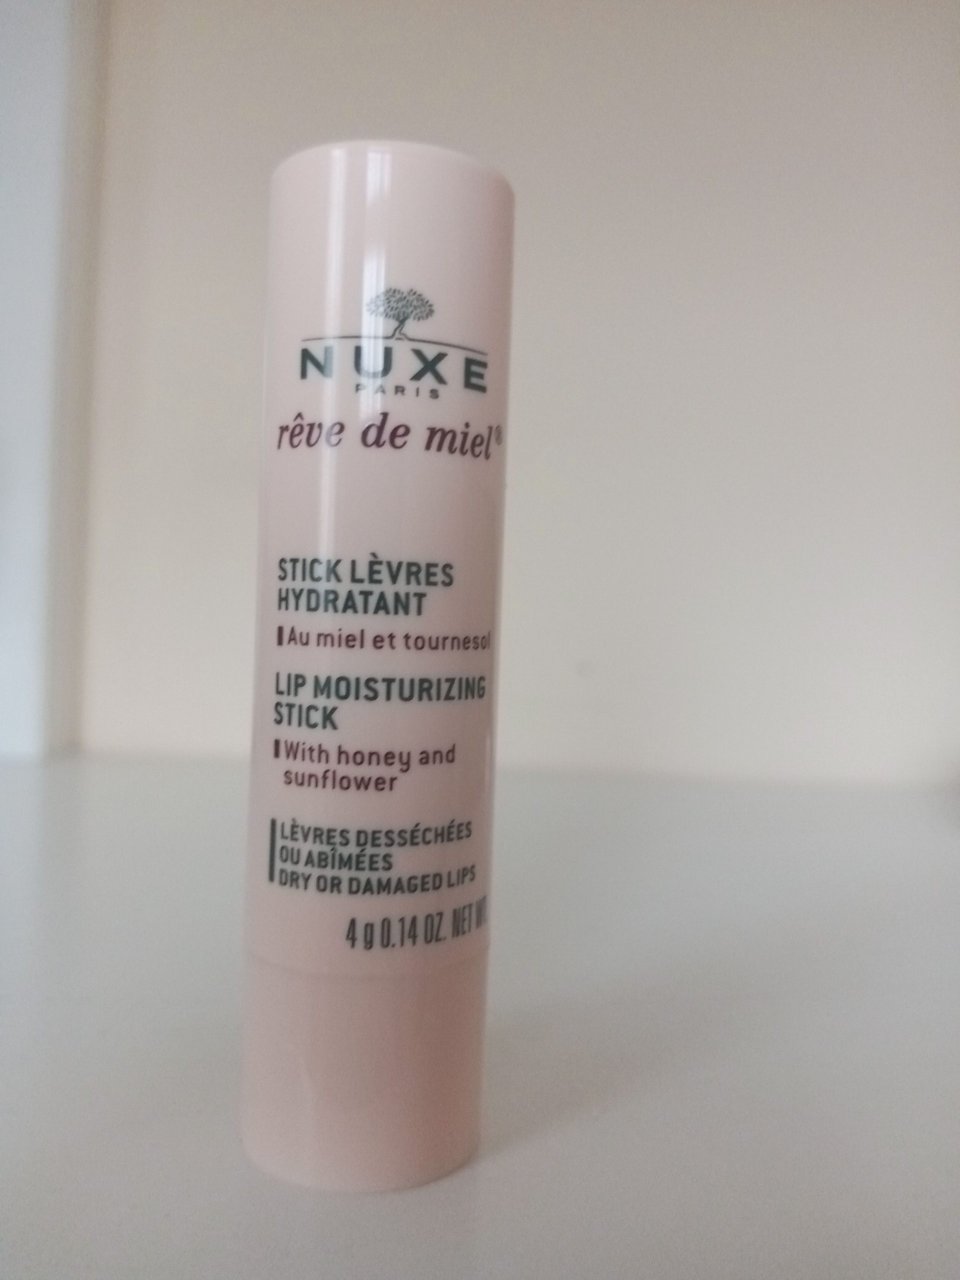 NUXE
PARIS
rêve de miel®
STICK LÈVRES
HYDRATANT
Au miel et tournesol
LIP MOISTURIZING
STICK
With honey and
sunflower
LÈVRES DESSÉCHÉES
OU ABÎMÉES
DRY OR DAMAGED LIPS
4 g 0.14 OZ. NET WT.